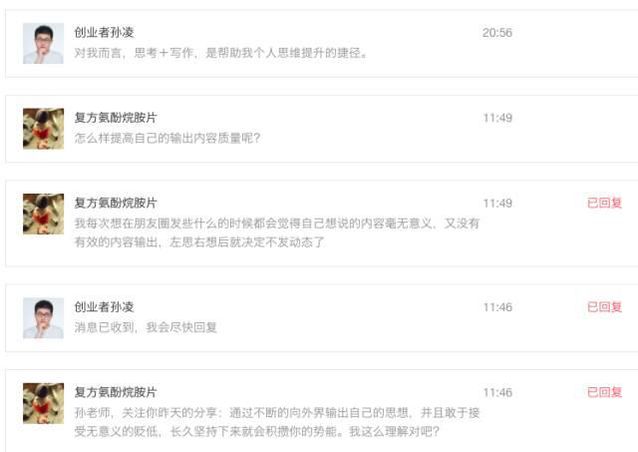 创业者孙凌 20:56
对我而言，思考＋写作，是帮助我个人思维提升的捷径。
复方氨酚烷胺片 11:49
怎么样提高自己的输出内容质量呢？
复方氨酚烷胺片 11:49 已回复
我每次想在朋友圈发些什么的时候都会觉得自己想说的内容毫无意义，又没有
有效的内容输出，左思右想后就决定不发动态了
创业者孙凌 11:46 已回复
消息已收到，我会尽快回复
复方氨酚烷胺片 11:46 已回复
孙老师，关注你昨天的分享：通过不断的向外界输出自己的思想，并且敢于接
受无意义的贬低，长久坚持下来就会积攒你的势能。我这么理解对吧？